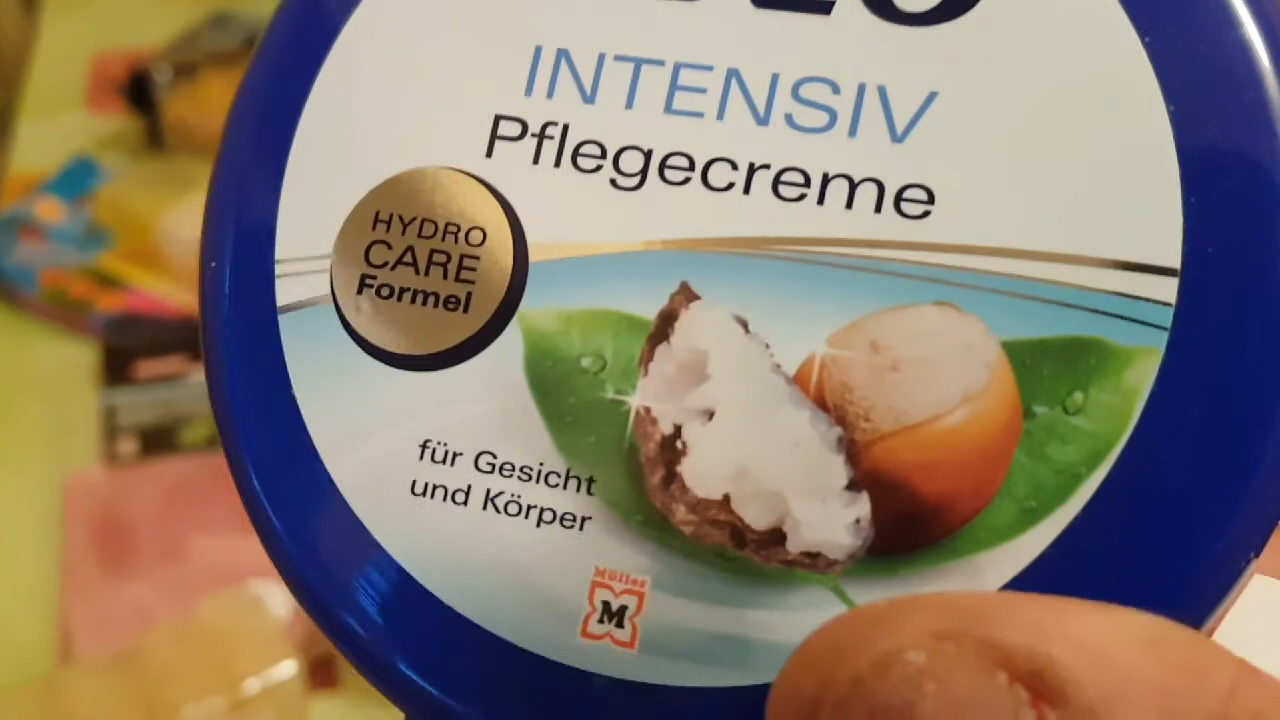 INTENSIV
Pflegecreme
HYDRO
CARE
Formel
für Gesicht
und Körper
Müller
M